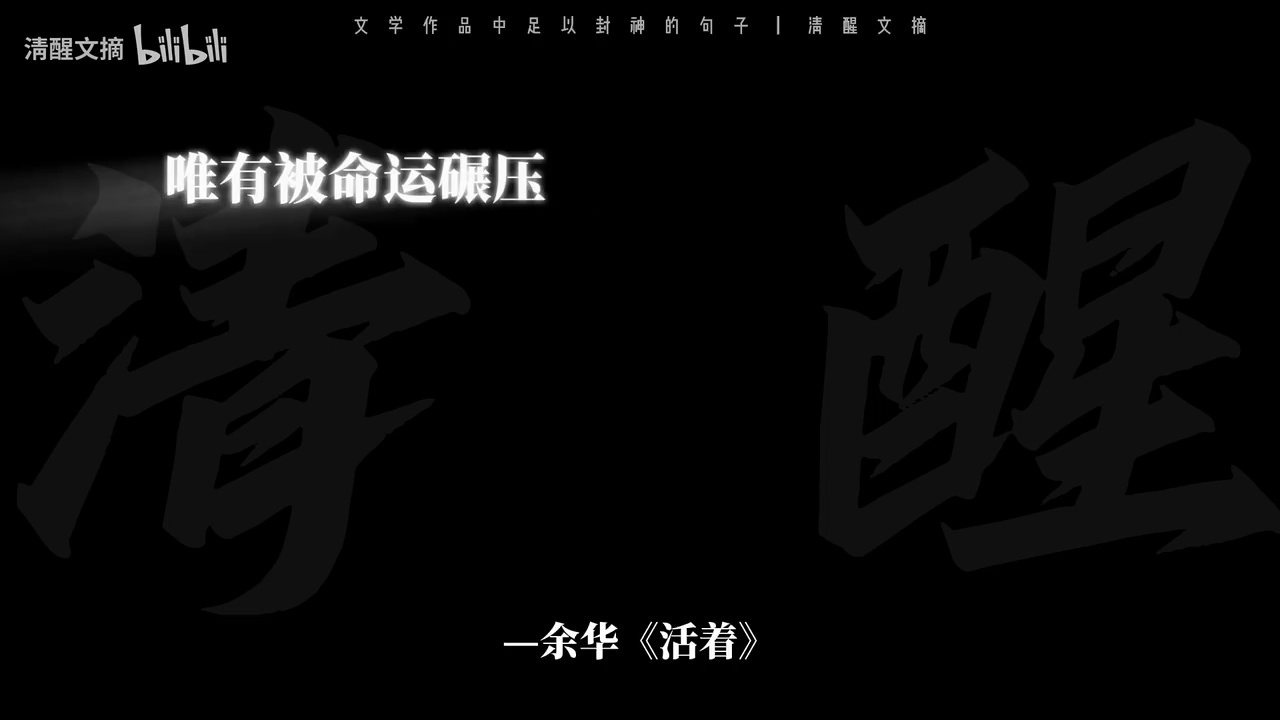 文学作品中足以封神的句子 | 清醒文摘
清醒文摘 bilibili
唯有被命运碾压
清醒
—余华《活着》